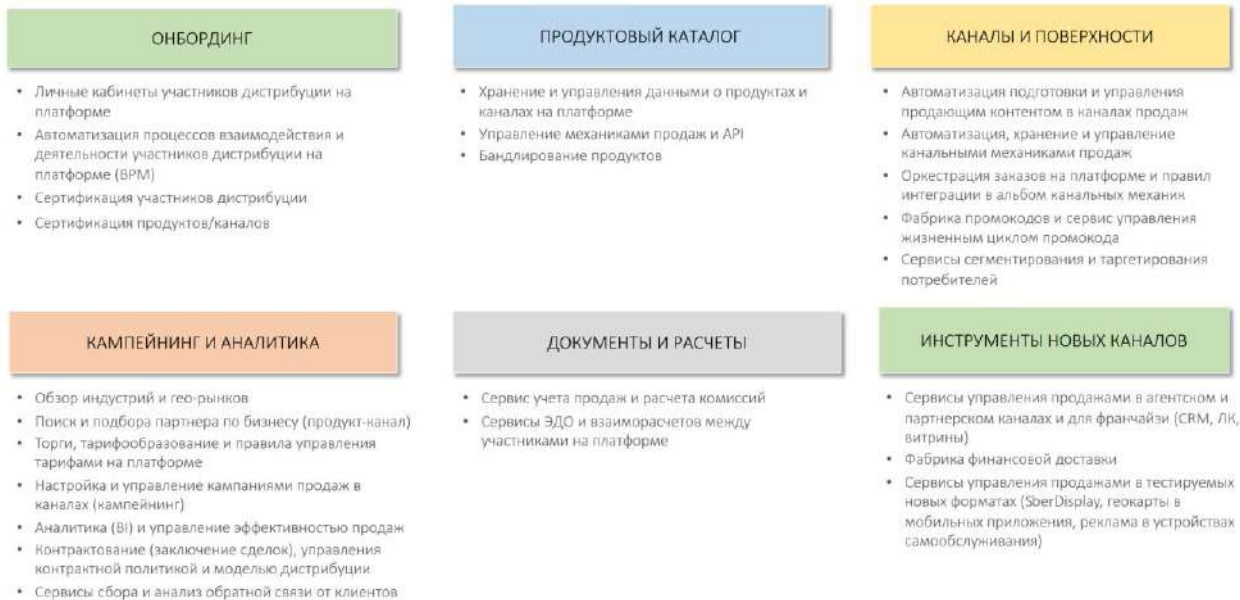 ОНБОРДИНГ
• Личные кабинеты участников дистрибуции на
платформе
• Автоматизация процессов взаимодействия и
деятельности участников дистрибуции на
платформе (BPM)
• Сертификация участников дистрибуции
• Сертификация продуктов/каналов
ПРОДУКТОВЫЙ КАТАЛОГ
• Хранение и управления данными о продуктах и
каналах на платформе
• Управление механиками продаж и API
• Бандлирование продуктов
КАНАЛЫ И ПОВЕРХНОСТИ
• Автоматизация подготовки и управления
продающим контентом в каналах продаж
• Автоматизация, хранение и управление
канальными механиками продаж
• Оркестрация заказов на платформе и правил
интеграции в альбом канальных механик
• Фабрика промокодов и сервис управления
жизненным циклом промокода
• Сервисы сегментирования и таргетирования
потребителей
КАМПЕЙНИНГ И АНАЛИТИКА
• Обзор индустрий и гео-рынков
• Поиск и подбора партнера по бизнесу (продукт-канал)
• Торги, тарифообразование и правила управления
тарифами на платформе
• Настройка и управление кампаниями продаж в
каналах (кампейнинг)
• Аналитика (BI) и управление эффективностью продаж
• Контрактование (заключение сделок), управления
контрактной политикой и моделью дистрибуции
• Сервисы сбора и анализ обратной связи от клиентов
ДОКУМЕНТЫ И РАСЧЕТЫ
• Сервис учета продаж и расчета комиссий
• Сервисы ЭДО и взаиморасчетов между
участниками на платформе
ИНСТРУМЕНТЫ НОВЫХ КАНАЛОВ
• Сервисы управления продажами в агентском и
партнерском каналах и для франчайзи (CRM, ЛК,
витрины)
• Фабрика финансовой доставки
• Сервисы управления продажами в тестируемых
новых форматах (SberDisplay, геокарты в
мобильных приложения, реклама в устройствах
самообслуживания)